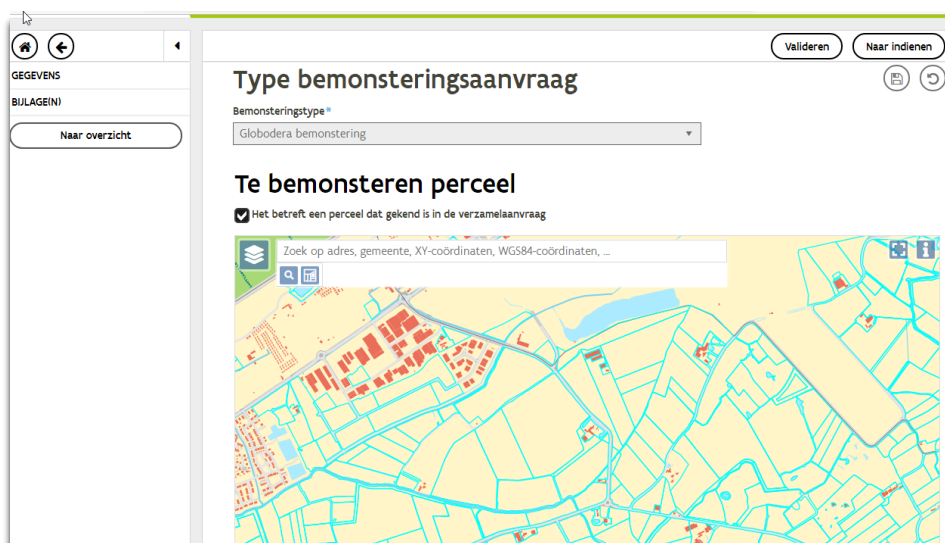 Valideren
Naar indienen
GEGEVENS
BIJLAGE(N)
Naar overzicht
Type bemonsteringsaanvraag
Bemonsteringstype*
Globodera bemonstering
Te bemonsteren perceel
Het betreft een perceel dat gekend is in de verzamelaanvraag
Zoek op adres, gemeente, XY-coördinaten, WGS84-coördinaten, ...